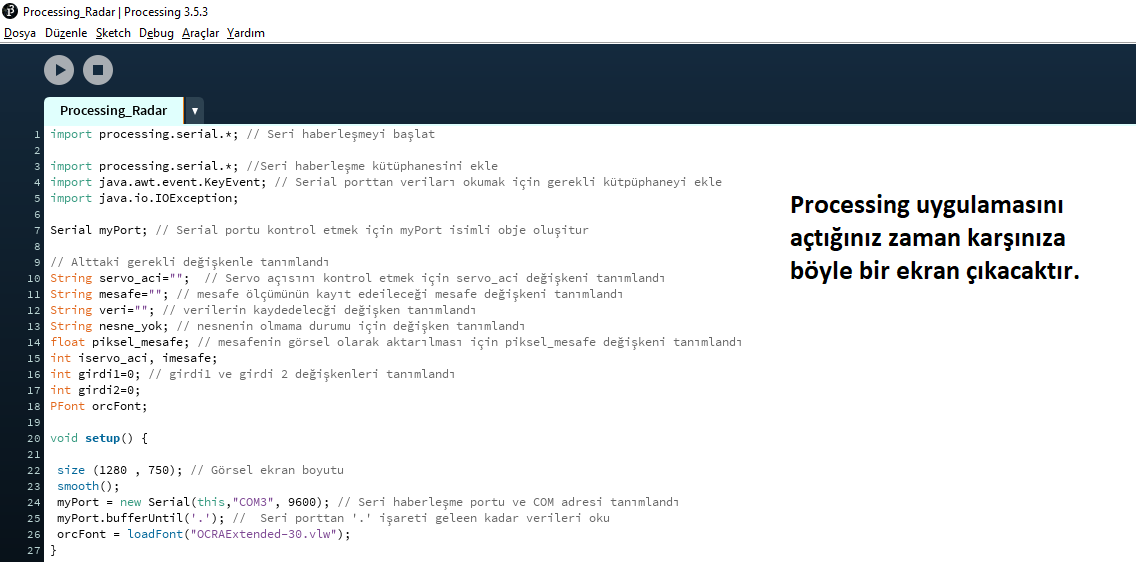 Processing_Radar | Processing 3.5.3
Dosya Düzenle Sketch Debug Araçlar Yardım
Processing_Radar ▼
1 import processing.serial.*; // Seri haberleşmeyi başlat
2
3 import processing.serial.*; //Seri haberleşme kütüphanesini ekle
4 import java.awt.event.KeyEvent; // Serial porttan veriları okumak için gerekli kütpüphaneyi ekle
5 import java.io.IOException;
6
7 Serial myPort; // Serial portu kontrol etmek için myPort isimli obje oluşitur
8
9 // Alttaki gerekli değişkenle tanımlandı
10 String servo_aci="";  // Servo açısını kontrol etmek için servo_aci değişkeni tanımlandı
11 String mesafe=""; // mesafe ölçümünün kayıt edeileceği mesafe değişkeni tanımlandı
12 String veri=""; // verilerin kaydedeleceği değişken tanımlandı
13 String nesne_yok; // nesnenin olmama durumu için değişken tanımlandı
14 float piksel_mesafe; // mesafenin görsel olarak aktarılması için piksel_mesafe değişkeni tanımlandı
15 int iservo_aci, imesafe;
16 int girdi1=0; // girdi1 ve girdi 2 değişkenleri tanımlandı
17 int girdi2=0;
18 PFont orcFont;
19
20 void setup() {
21
22  size (1280 , 750); // Görsel ekran boyutu
23  smooth();
24  myPort = new Serial(this,"COM3", 9600); // Seri haberleşme portu ve COM adresi tanımlandı
25  myPort.bufferUntil('.'); //  Seri porttan '.' işareti geleen kadar verileri oku
26  orcFont = loadFont("OCRAExtended-30.vlw");
27 }
Processing uygulamasını
açtığınız zaman karşınıza
böyle bir ekran çıkacaktır.